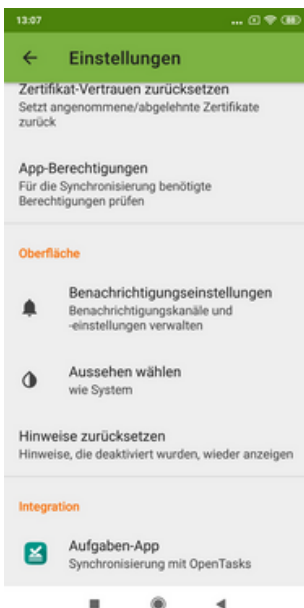 13:07
Einstellungen
Zertifikat-Vertrauen zurücksetzen
Setzt angenommene/abgelehnte Zertifikate
zurück
App-Berechtigungen
Für die Synchronisierung benötigte
Berechtigungen prüfen
Oberfläche
Benachrichtigungseinstellungen
Benachrichtigungskanäle und
-einstellungen verwalten
Aussehen wählen
wie System
Hinweise zurücksetzen
Hinweise, die deaktiviert wurden, wieder anzeigen
Integration
Aufgaben-App
Synchronisierung mit OpenTasks